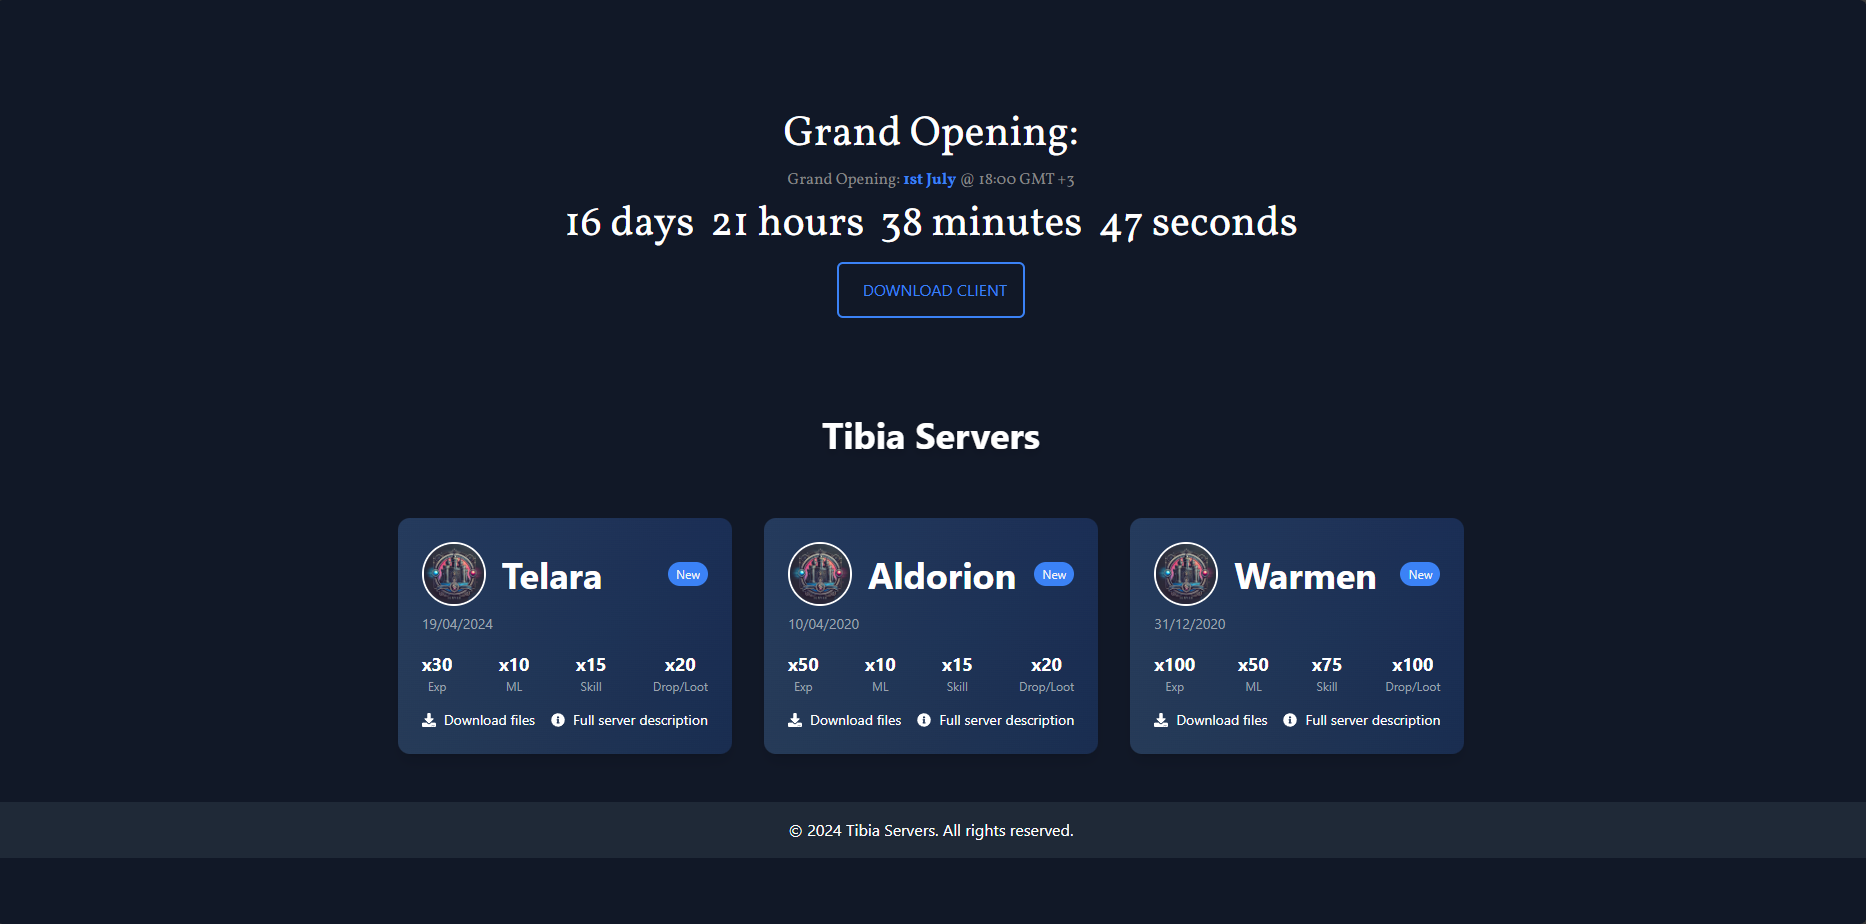 Grand Opening:
Grand Opening: 1st July @ 18:00 GMT +3
16 days 21 hours 38 minutes 47 seconds
DOWNLOAD CLIENT
Tibia Servers
Telara New
19/04/2024
x30 x10 x15 x20
Exp ML Skill Drop/Loot
Download files Full server description
Aldorion New
10/04/2020
x50 x10 x15 x20
Exp ML Skill Drop/Loot
Download files Full server description
Warmen New
31/12/2020
x100 x50 x75 x100
Exp ML Skill Drop/Loot
Download files Full server description
© 2024 Tibia Servers. All rights reserved.